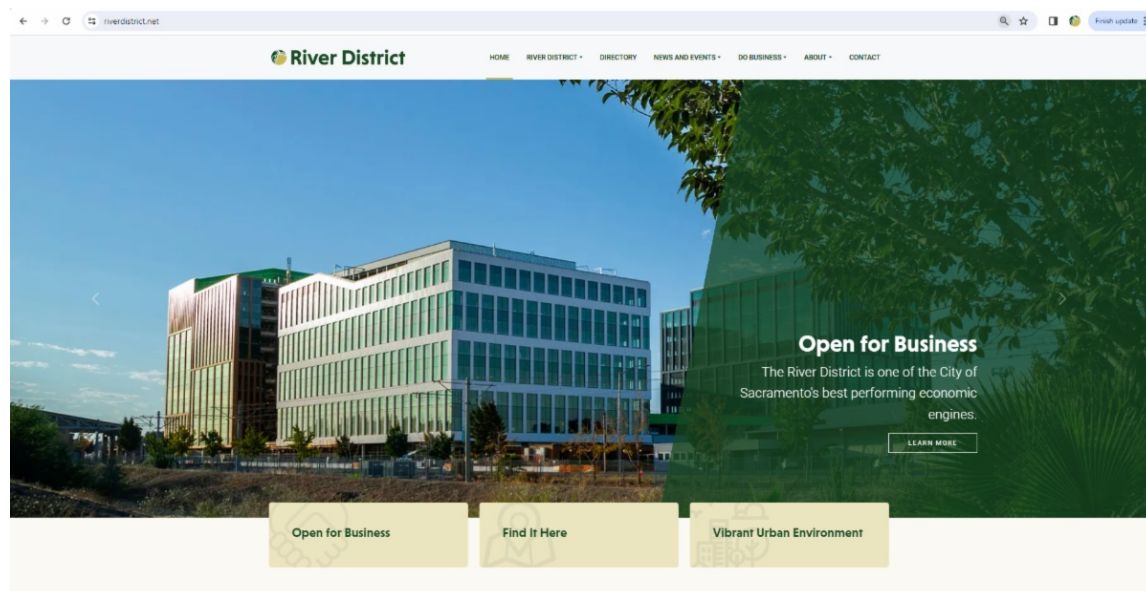 riverdistrict.net
Finish update
River District
HOME RIVER DISTRICT DIRECTORY NEWS AND EVENTS DO BUSINESS ABOUT CONTACT
Open for Business
The River District is one of the City of
Sacramento's best performing economic
engines.
LEARN MORE
Open for Business Find It Here Vibrant Urban Environment